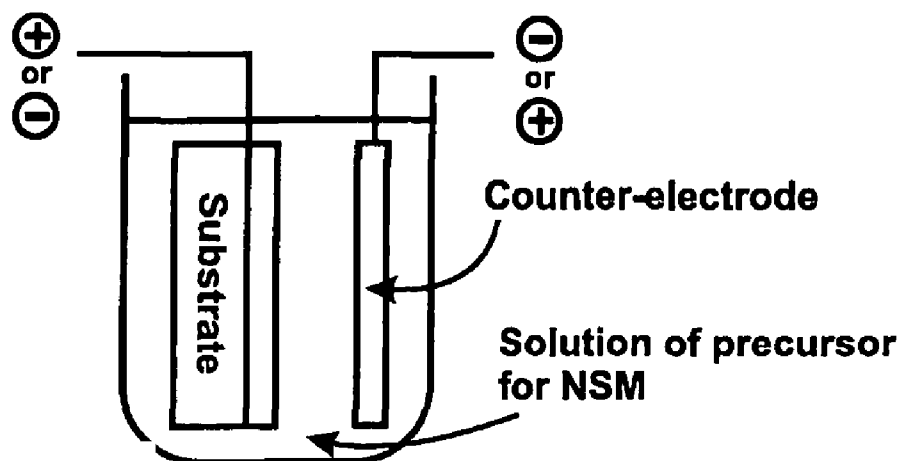 ⊕
or
⊖
⊖
or
⊕
Substrate
Counter-electrode
Solution of precursor
for NSM